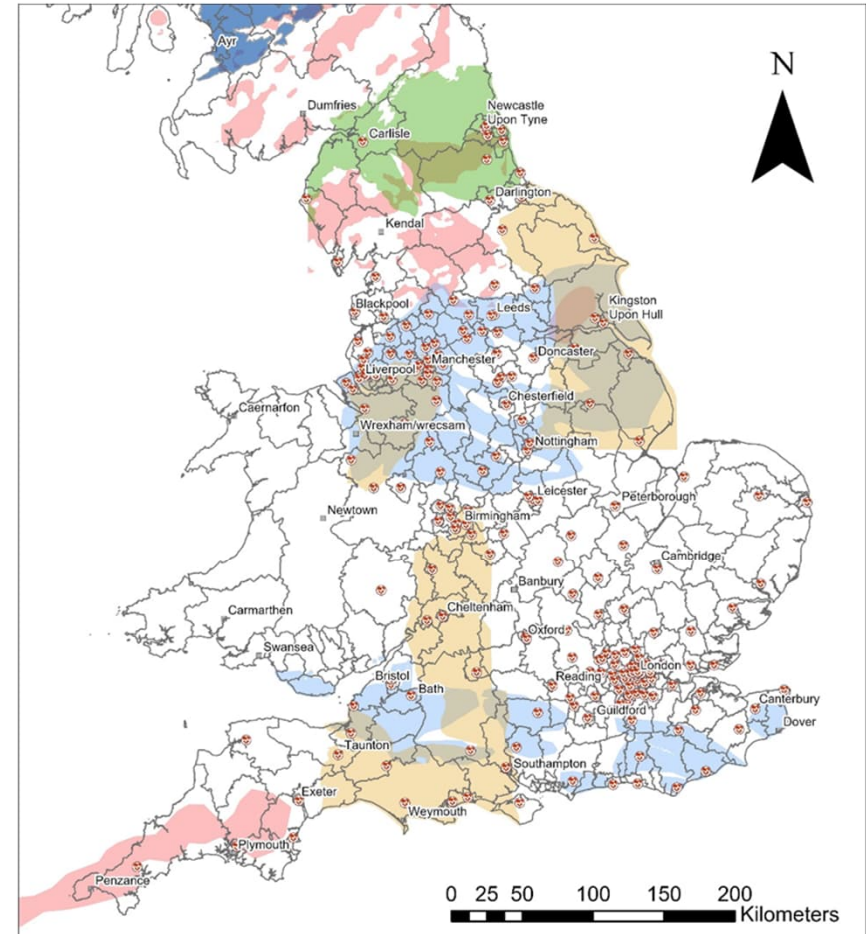 Ayr
N
Dumfries
Newcastle
Upon Tyne
Carlisle
Darlington
Kendal
Blackpool
Leeds
Kingston
Upon Hull
Manchester
Doncaster
Liverpool
Chesterfield
Caernarfon
Wrexham/wrecsam
Nottingham
Leicester
Peterborough
Newtown
Birmingham
Cambridge
Banbury
Carmarthen
Cheltenham
Oxford
Swansea
London
Bristol
Reading
Bath
Canterbury
Guildford
Dover
Taunton
Southampton
Exeter
Weymouth
Plymouth
Penzance
0 25 50 100 150 200
Kilometers